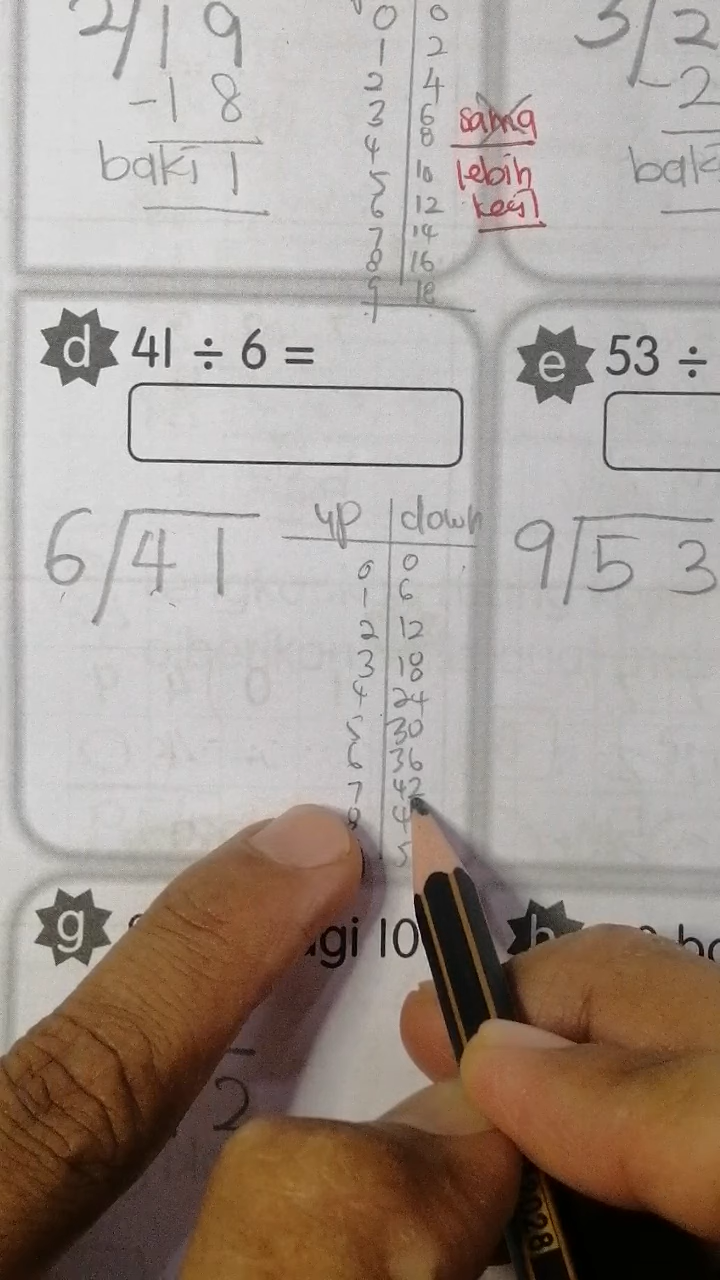 2 19
-18
baki 1
0 0
1 2
2 4
3 6
4 8
5 10
6 12
7 14
8 16
9 18
sama
lebih
kecil
3 2
-2
d 41 ÷ 6 =
e 53 ÷
6 41
up down
0 0
1 6
2 12
3 18
4 24
5 30
6 36
7 42
9 53
g
gi 10
h
2